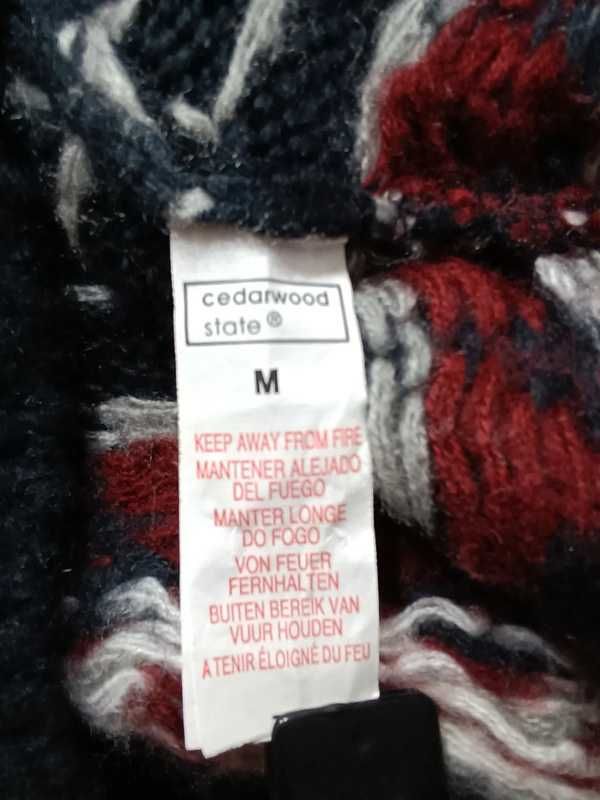 cedarwood
state®
M
KEEP AWAY FROM FIRE
MANTENER ALEJADO
DEL FUEGO
MANTER LONGE
DO FOGO
VON FEUER
FERNHALTEN
BUITEN BEREIK VAN
VUUR HOUDEN
A TENIR ÉLOIGNÉ DU FEU